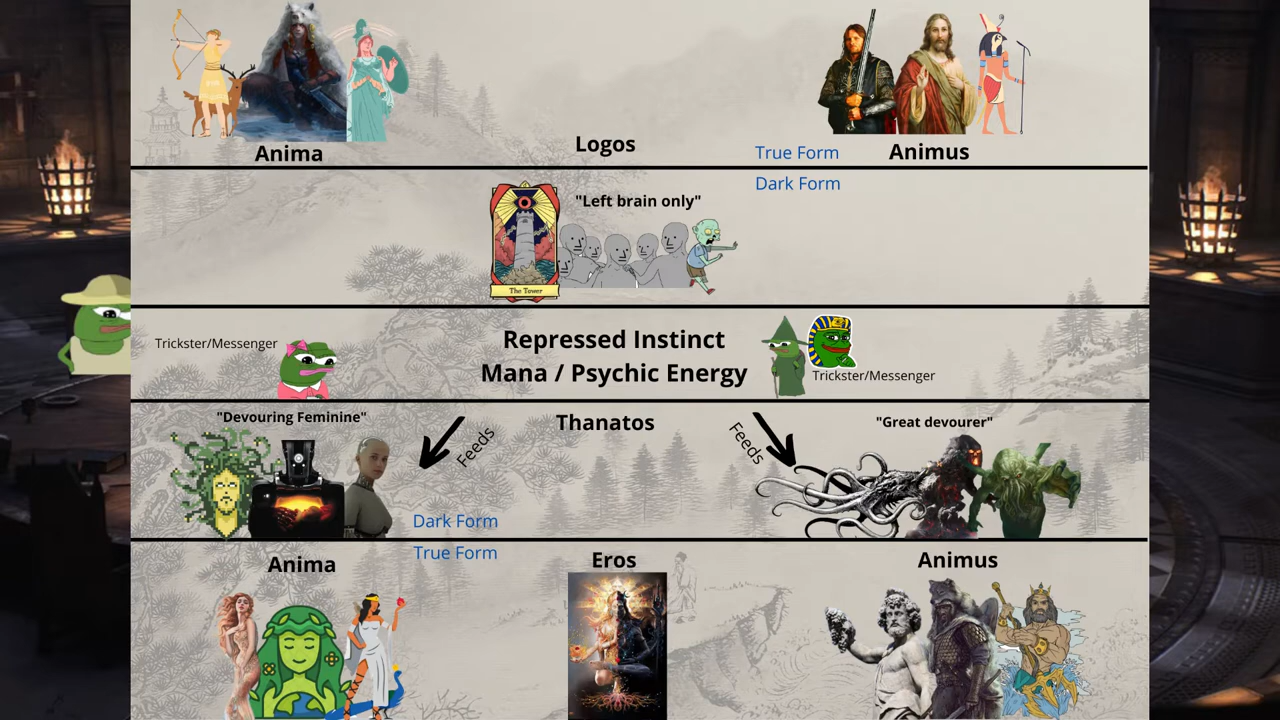 Anima
Logos
True Form
Animus
Dark Form
"Left brain only"
The Tower
Trickster/Messenger
Repressed Instinct
Mana / Psychic Energy
Trickster/Messenger
"Devouring Feminine"
Feeds
Thanatos
Feeds
"Great devourer"
Dark Form
True Form
Anima
Eros
Animus